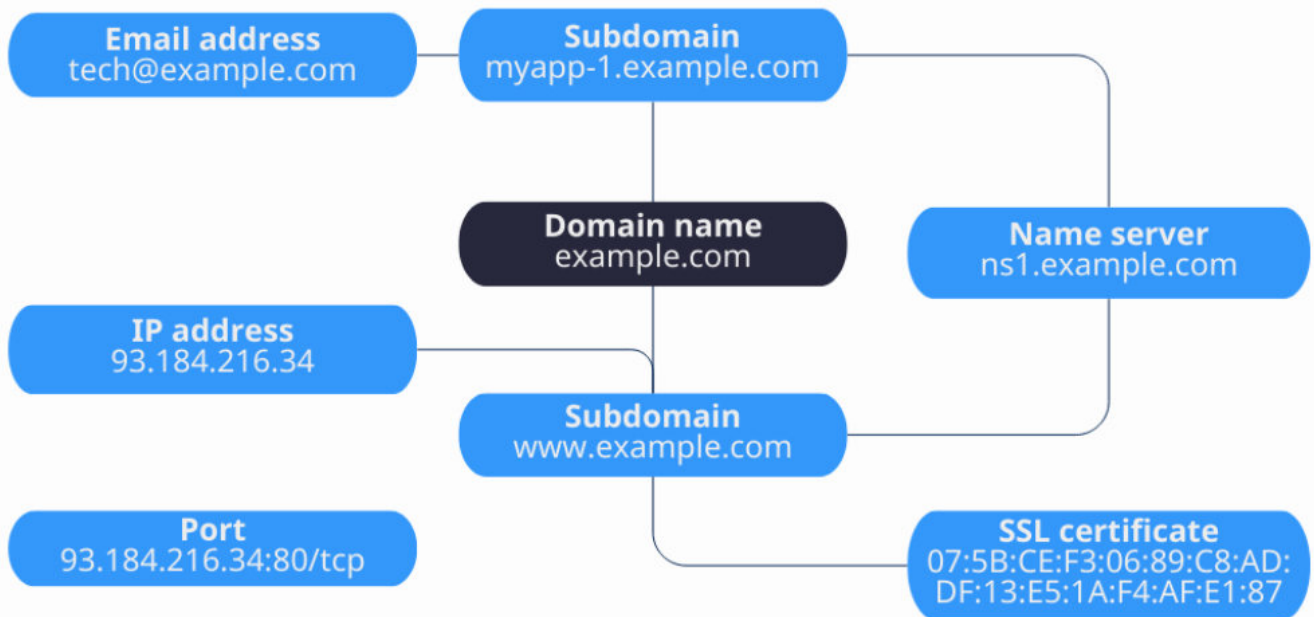 Email address
tech@example.com
Subdomain
myapp-1.example.com
Domain name
example.com
Name server
ns1.example.com
IP address
93.184.216.34
Subdomain
www.example.com
Port
93.184.216.34:80/tcp
SSL certificate
07:5B:CE:F3:06:89:C8:AD:
DF:13:E5:1A:F4:AF:E1:87